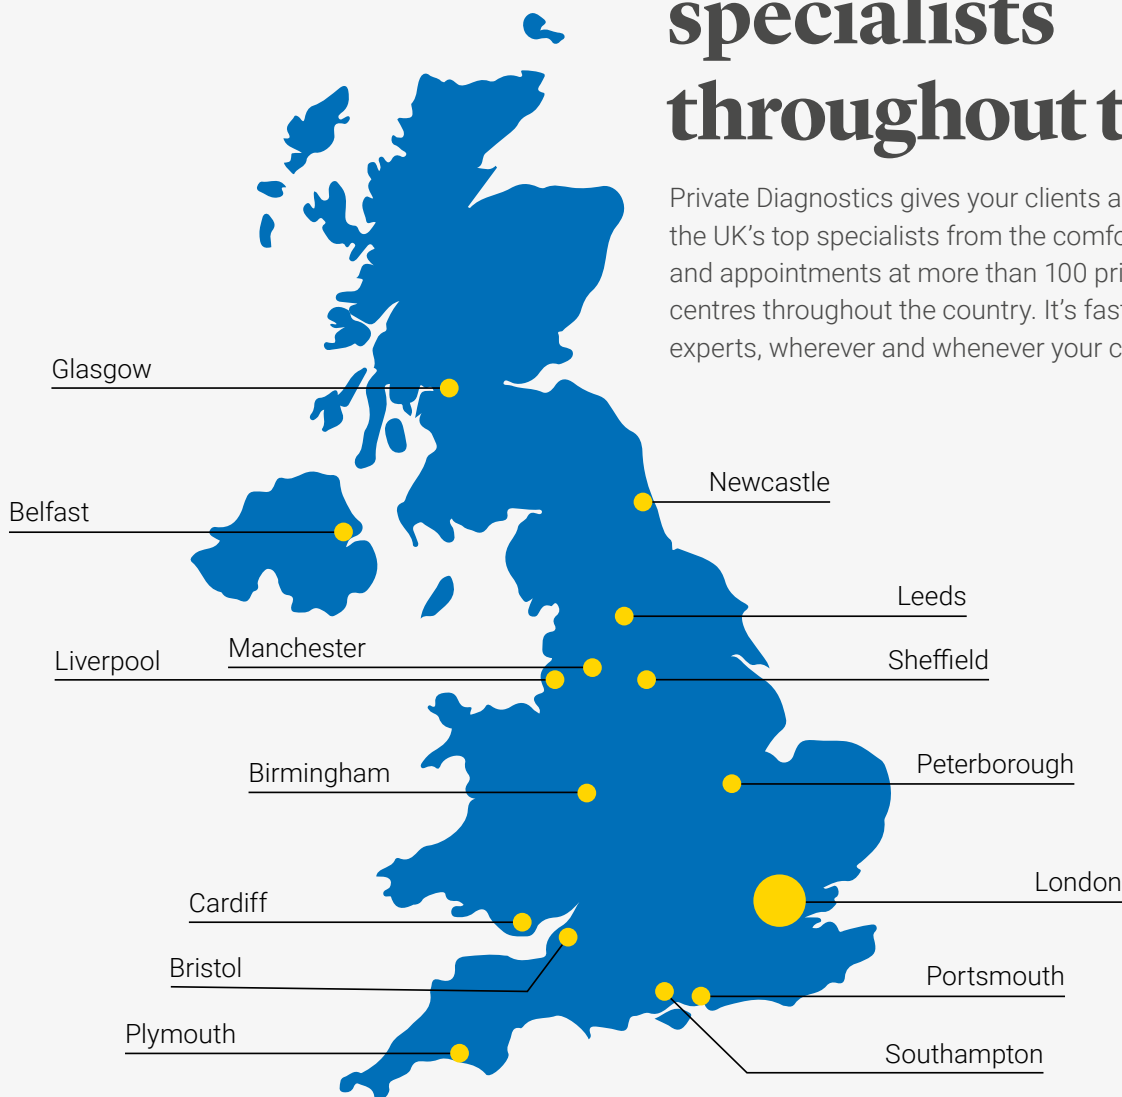 specialists
throughout t
Private Diagnostics gives your clients a
the UK's top specialists from the comfo
and appointments at more than 100 pri
centres throughout the country. It's fast
experts, wherever and whenever your c
Glasgow
Newcastle
Belfast
Leeds
Manchester
Liverpool
Sheffield
Peterborough
Birmingham
London
Cardiff
Bristol
Portsmouth
Plymouth
Southampton